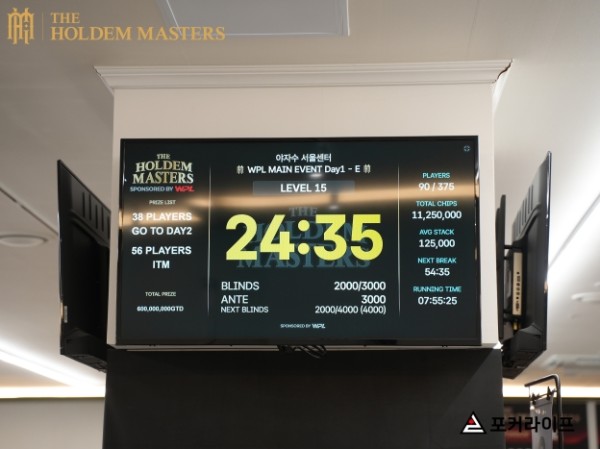 THE
HOLDEM MASTERS
THE
HOLDEM
MASTERS
SPONSORED BY WPL
PRIZE LIST
38 PLAYERS
GO TO DAY2
56 PLAYERS
ITM
TOTAL PRIZE
600,000,000GTD
야자수 서울센터
WPL MAIN EVENT Day1 - E
LEVEL 15
THE
HOLDEM
MASTERS
24:35
BLINDS 2000/3000
ANTE 3000
NEXT BLINDS 2000/4000 (4000)
SPONSORED BY WPL
PLAYERS
90 / 375
TOTAL CHIPS
11,250,000
AVG STACK
125,000
NEXT BREAK
54:35
RUNNING TIME
07:55:25
포커라이프